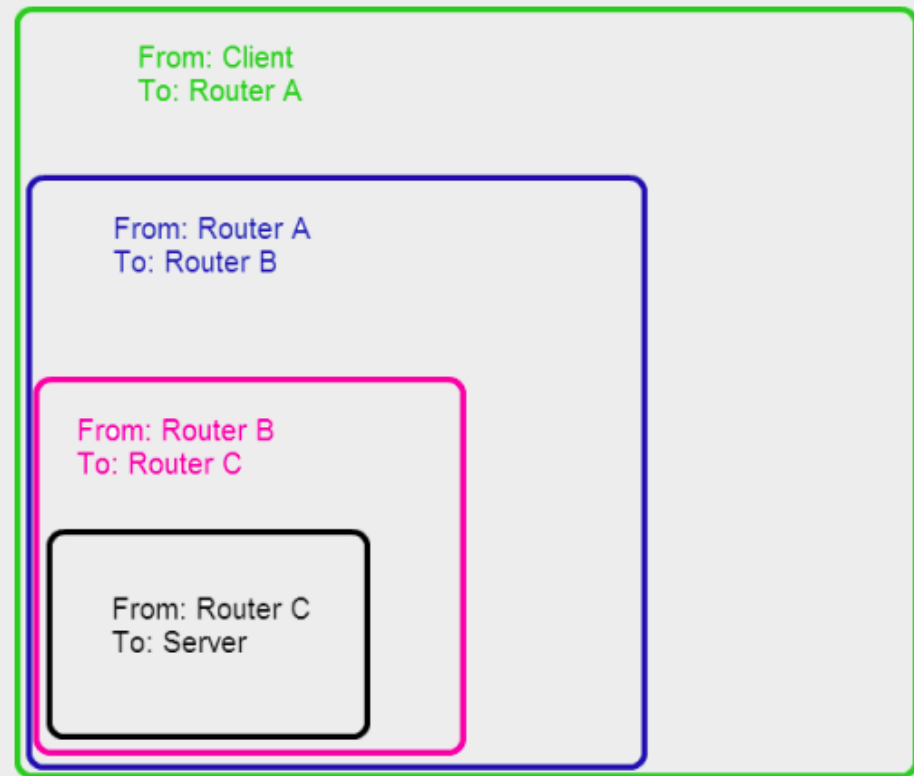 From: Client
To: Router A
From: Router A
To: Router B
From: Router B
To: Router C
From: Router C
To: Server